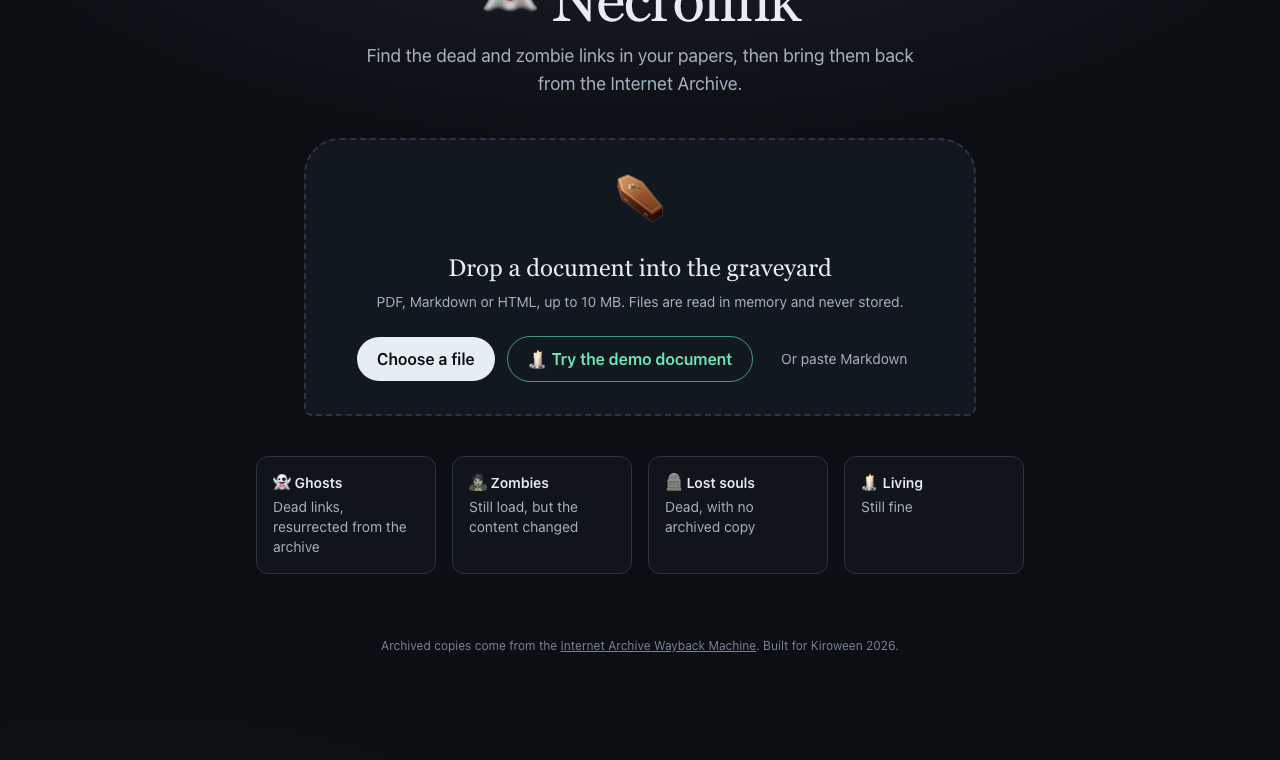 Necrolink
Find the dead and zombie links in your papers, then bring them back
from the Internet Archive.
Drop a document into the graveyard
PDF, Markdown or HTML, up to 10 MB. Files are read in memory and never stored.
Choose a file
Try the demo document
Or paste Markdown
Ghosts
Dead links,
resurrected from the
archive
Zombies
Still load, but the
content changed
Lost souls
Dead, with no
archived copy
Living
Still fine
Archived copies come from the Internet Archive Wayback Machine. Built for Kiroween 2026.